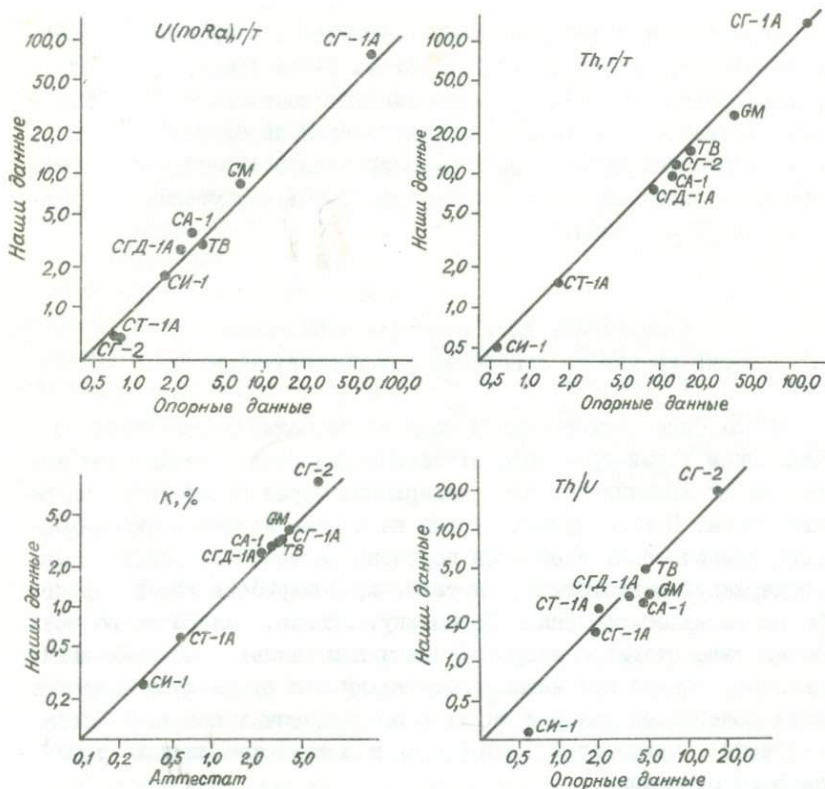 U(по Ra), г/т
Наши данные
100,0
50,0
20,0
10,0
5,0
2,0
1,0
СГ-1А
СМ
СА-1
СГД-1А
ТВ
СИ-1
СТ-1А
СГ-2
0,5 1,0 2,0 5,0 10,0 20,0 50,0 100,0
Опорные данные
Th, г/т
Наши данные
100,0
50,0
20,0
10,0
5,0
2,0
1,0
0,5
СГ-1А
GM
ТВ
СГ-2
СА-1
СГД-1А
СТ-1А
СИ-1
0,5 1,0 2,0 5,0 10,0 20,0 50,0 100,0
Опорные данные
К, %
Наши данные
5,0
2,0
1,0
0,5
0,2
СГ-2
GM
СА-1
СГ-1А
СГД-1А
ТВ
СТ-1А
СИ-1
0,1 0,2 0,5 1,0 2,0 5,0
Аттестат
Th/U
Наши данные
20,0
10,0
5,0
2,0
1,0
0,5
СГ-2
ТВ
СГД-1А
GM
СТ-1А
СА-1
СГ-1А
СИ-1
0,5 1,0 2,0 5,0 10,0 20,0
Опорные данные